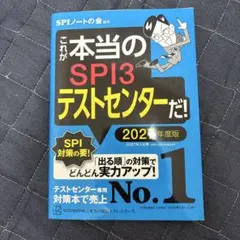 SPIノートの会
これが
本当の
SPI3
テストセンターだ!
202
年度版
SPI
対策の要!
「出る順」の対策で
どんどん実力アップ!
テストセンター専用
対策本で売上
No.1